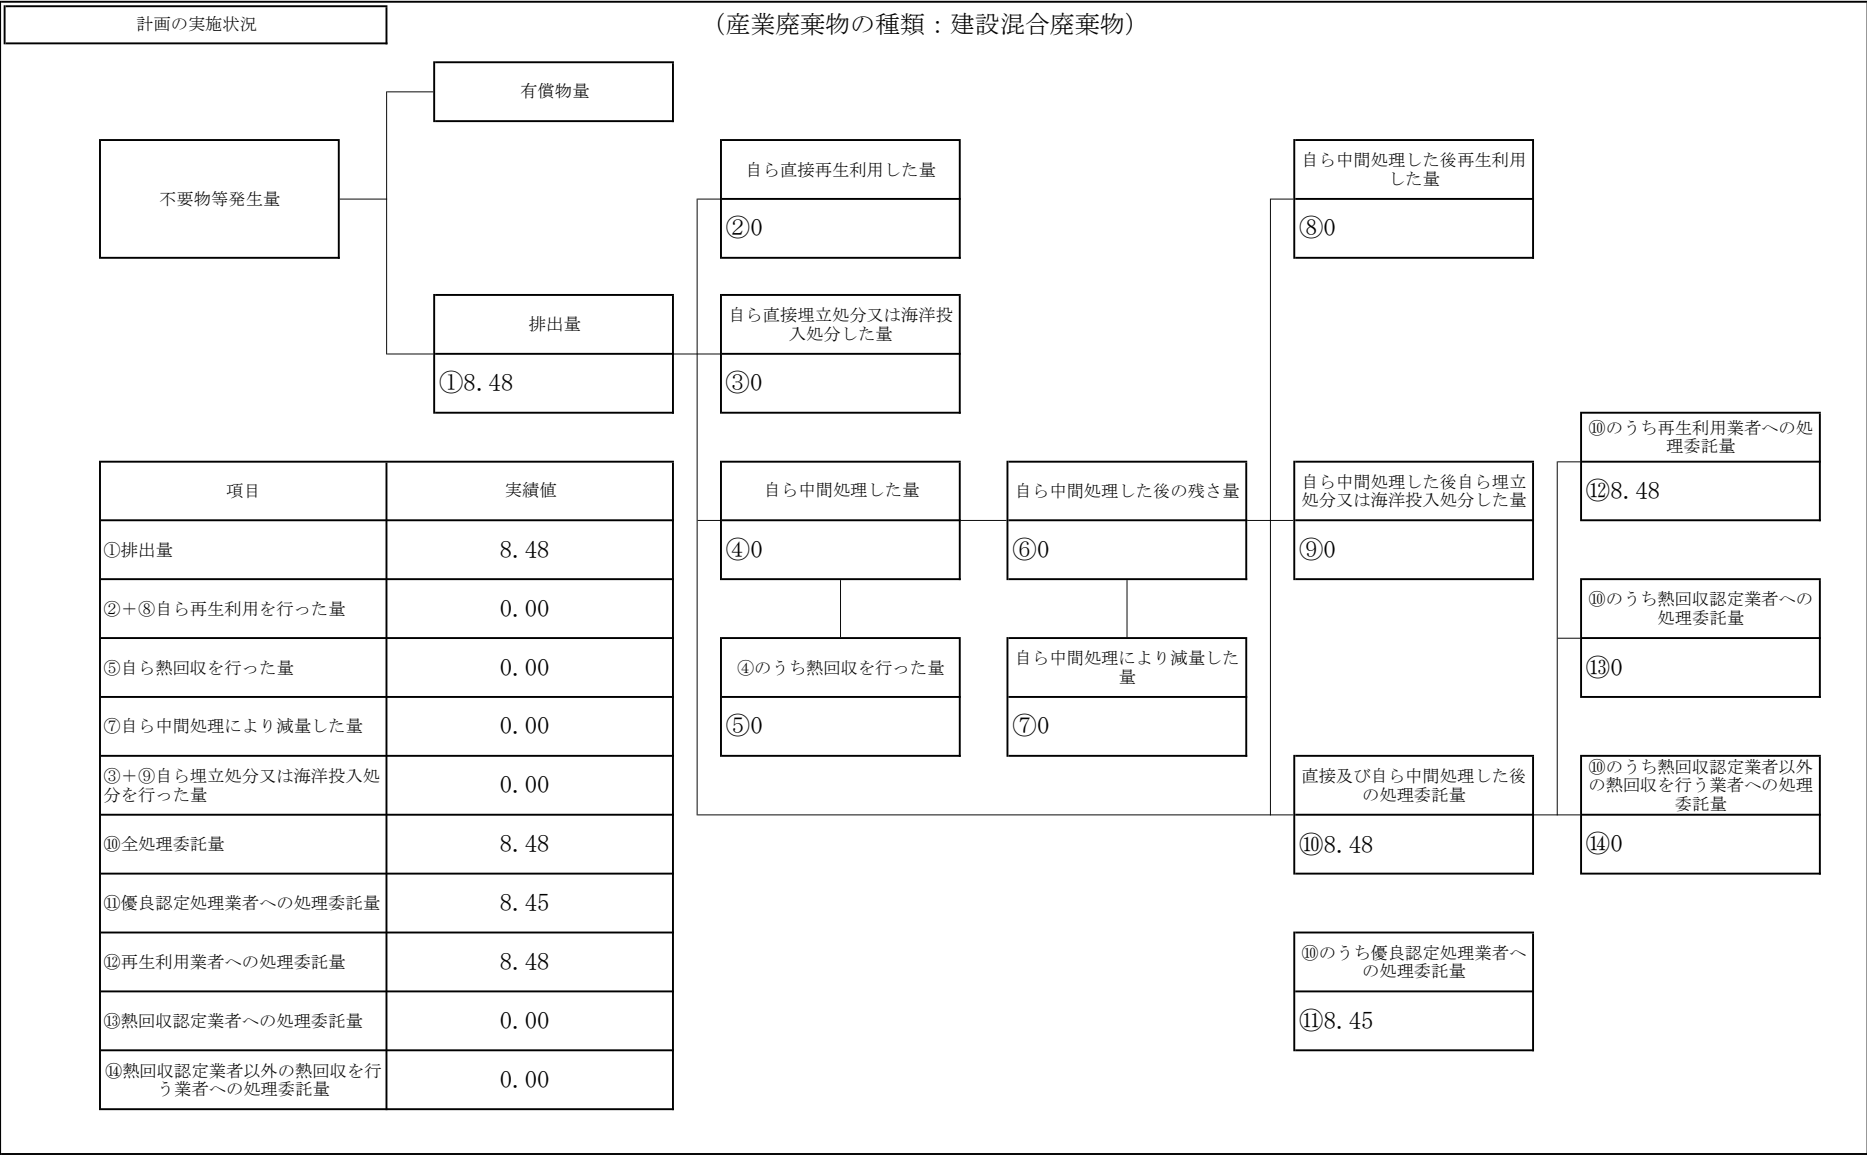 計画の実施状況
（産業廃棄物の種類：建設混合廃棄物）
有償物量
不要物等発生量
排出量
①8.48
自ら直接再生利用した量
②0
自ら直接埋立処分又は海洋投
入処分した量
③0
自ら中間処理した量
④0
④のうち熱回収を行った量
⑤0
自ら中間処理した後の残さ量
⑥0
自ら中間処理により減量した
量
⑦0
自ら中間処理した後再生利用
した量
⑧0
自ら中間処理した後自ら埋立
処分又は海洋投入処分した量
⑨0
直接及び自ら中間処理した後
の処理委託量
⑩8.48
⑩のうち優良認定処理業者へ
の処理委託量
⑪8.45
⑩のうち再生利用業者への処
理委託量
⑫8.48
⑩のうち熱回収認定業者への
処理委託量
⑬0
⑩のうち熱回収認定業者以外
の熱回収を行う業者への処理
委託量
⑭0
項目 実績値
①排出量 8.48
②＋⑧自ら再生利用を行った量 0.00
⑤自ら熱回収を行った量 0.00
⑦自ら中間処理により減量した量 0.00
③＋⑨自ら埋立処分又は海洋投入処
分を行った量 0.00
⑩全処理委託量 8.48
⑪優良認定処理業者への処理委託量 8.45
⑫再生利用業者への処理委託量 8.48
⑬熱回収認定業者への処理委託量 0.00
⑭熱回収認定業者以外の熱回収を行
う業者への処理委託量 0.00